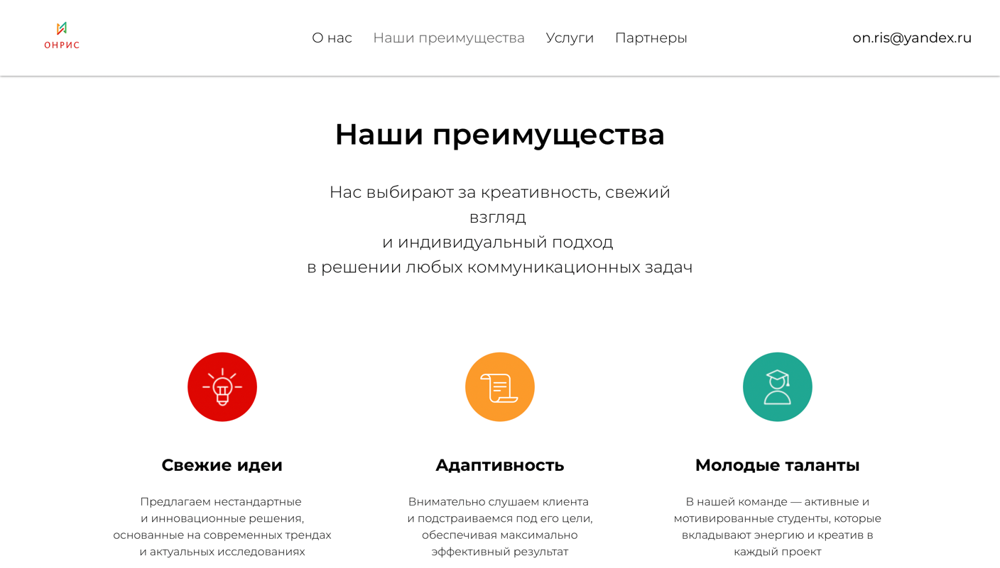 ОНРИС
О нас
Наши преимущества
Услуги
Партнеры
on.ris@yandex.ru
Наши преимущества
Нас выбирают за креативность, свежий
взгляд
и индивидуальный подход
в решении любых коммуникационных задач
Свежие идеи
Предлагаем нестандартные
и инновационные решения,
основанные на современных трендах
и актуальных исследованиях
Адаптивность
Внимательно слушаем клиента
и подстраиваемся под его цели,
обеспечивая максимально
эффективный результат
Молодые таланты
В нашей команде — активные и
мотивированные студенты, которые
вкладывают энергию и креатив в
каждый проект